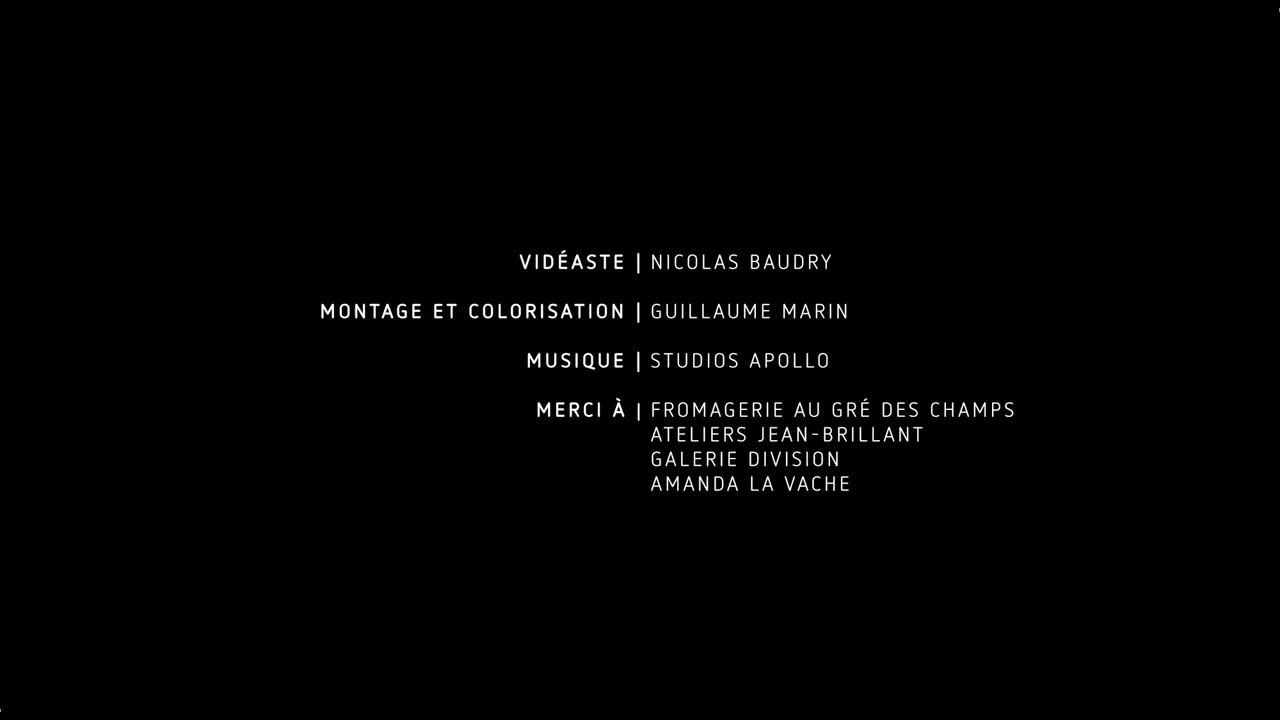 VIDÉASTE | NICOLAS BAUDRY
MONTAGE ET COLORISATION | GUILLAUME MARIN
MUSIQUE | STUDIOS APOLLO
MERCI À | FROMAGERIE AU GRÉ DES CHAMPS
ATELIERS JEAN-BRILLANT
GALERIE DIVISION
AMANDA LA VACHE